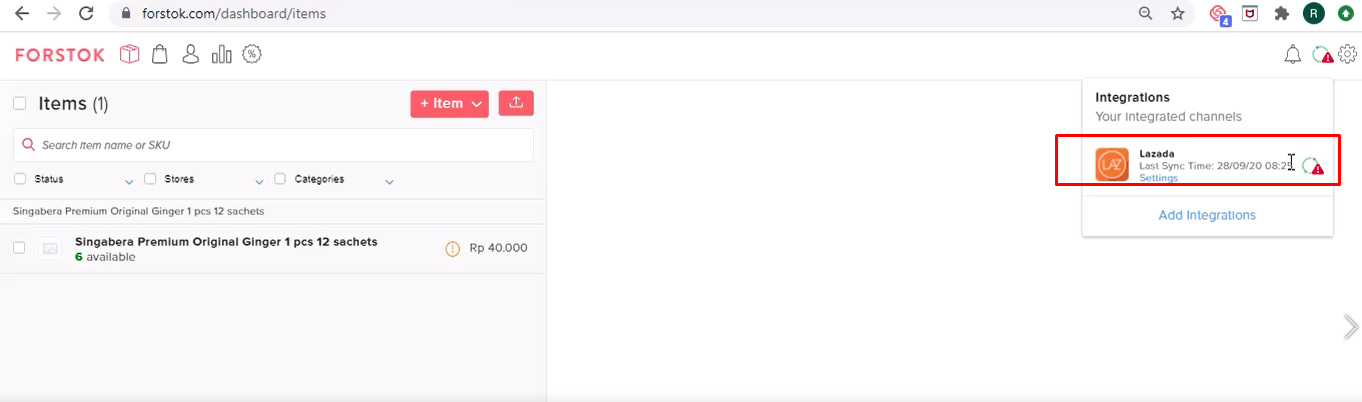 forstok.com/dashboard/items
4
R
FORSTOK
Items (1)
+ Item
Search Item name or SKU
Status
Stores
Categories
Singabera Premium Original Ginger 1 pcs 12 sachets
Singabera Premium Original Ginger 1 pcs 12 sachets
6 available
Rp 40.000
Integrations
Your integrated channels
LAZ
Lazada
Last Sync Time: 28/09/20 08:25
Settings
Add Integrations